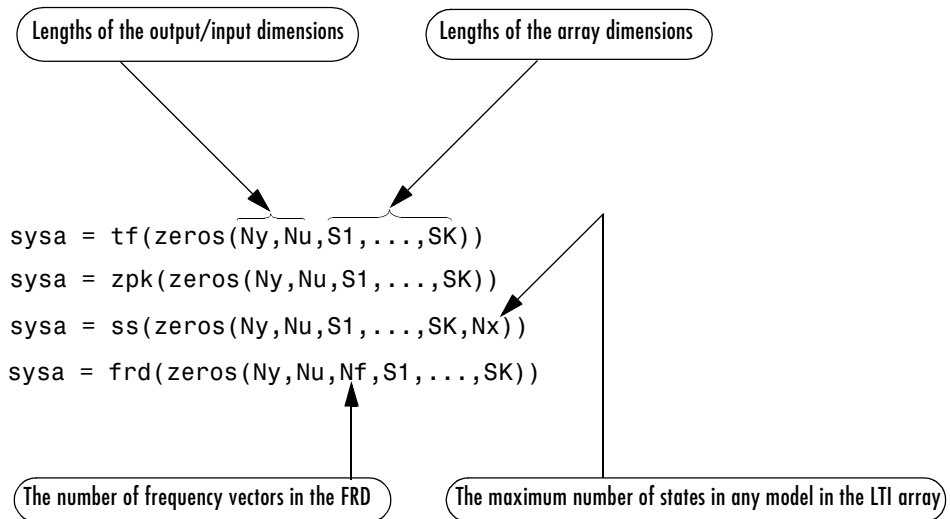 Lengths of the output/input dimensions
Lengths of the array dimensions
sysa = tf(zeros(Ny,Nu,S1,...,SK))
sysa = zpk(zeros(Ny,Nu,S1,...,SK))
sysa = ss(zeros(Ny,Nu,S1,...,SK,Nx))
sysa = frd(zeros(Ny,Nu,Nf,S1,...,SK))
The number of frequency vectors in the FRD
The maximum number of states in any model in the LTI array